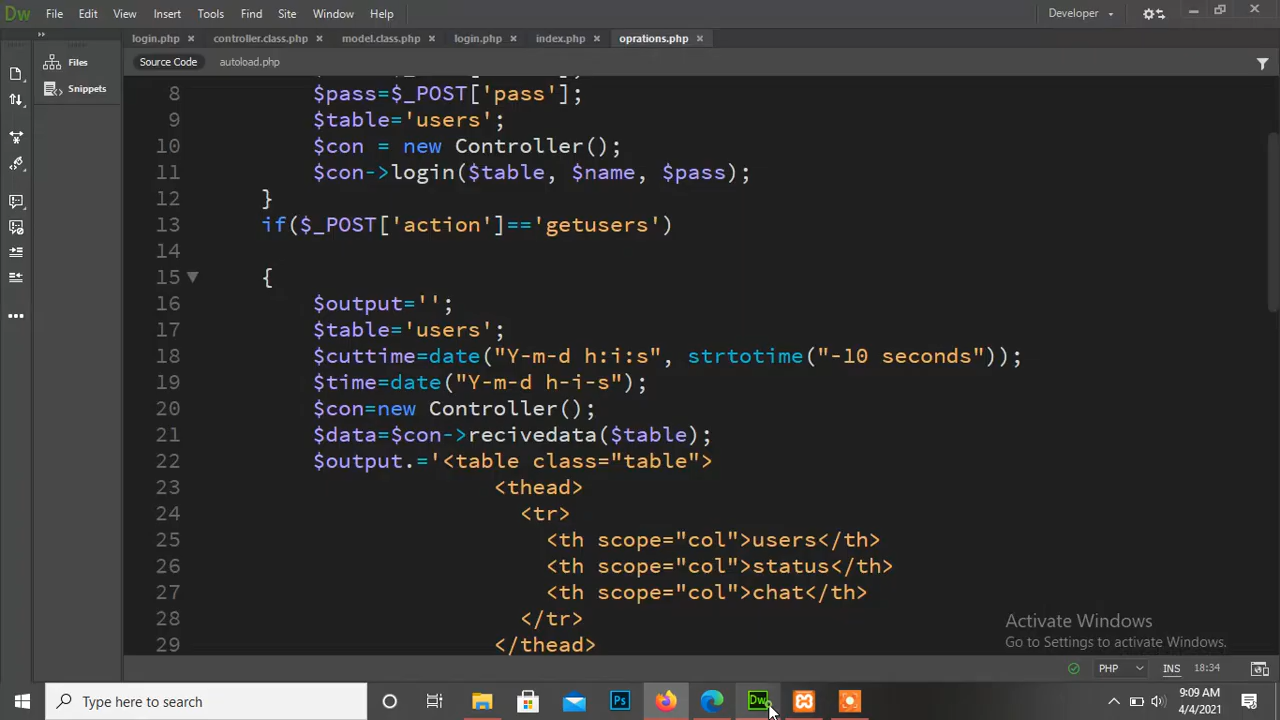 Dw File Edit View Insert Tools Find Site Window Help Developer
login.php controller.class.php model.class.php login.php index.php oprations.php
Files Source Code autoload.php
Snippets
8 $pass=$_POST['pass'];
9 $table='users';
10 $con = new Controller();
11 $con->login($table, $name, $pass);
12 }
13 if($_POST['action']=='getusers')
14
15 {
16 $output='';
17 $table='users';
18 $cuttime=date("Y-m-d h:i:s", strtotime("-10 seconds"));
19 $time=date("Y-m-d h-i-s");
20 $con=new Controller();
21 $data=$con->recivedata($table);
22 $output.='<table class="table">
23 <thead>
24 <tr>
25 <th scope="col">users</th>
26 <th scope="col">status</th>
27 <th scope="col">chat</th>
28 </tr>
29 </thead>
Activate Windows
Go to Settings to activate Windows.
PHP INS 18:34
Type here to search
Ps
Dw
9:09 AM
4/4/2021